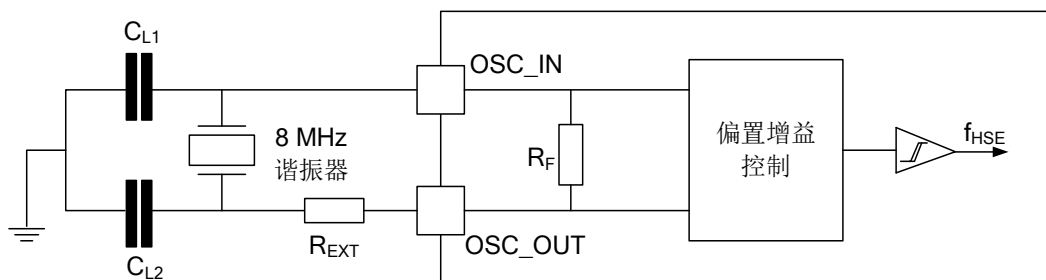 C_L1
OSC_IN
8 MHz
谐振器
R_F
偏置增益
控制
f_HSE
R_EXT
OSC_OUT
C_L2